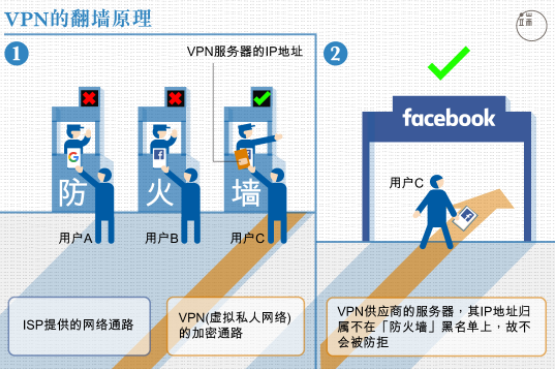 VPN的翻墙原理
1
VPN服务器的IP地址
2
facebook
G
f
f
防
火
墙
用户A
用户B
用户C
用户C
f
ISP提供的网络通路
VPN(虚拟私人网络)
的加密通路
VPN供应商的服务器，其IP地址归
属不在「防火墙」黑名单上，故不
会被防拒